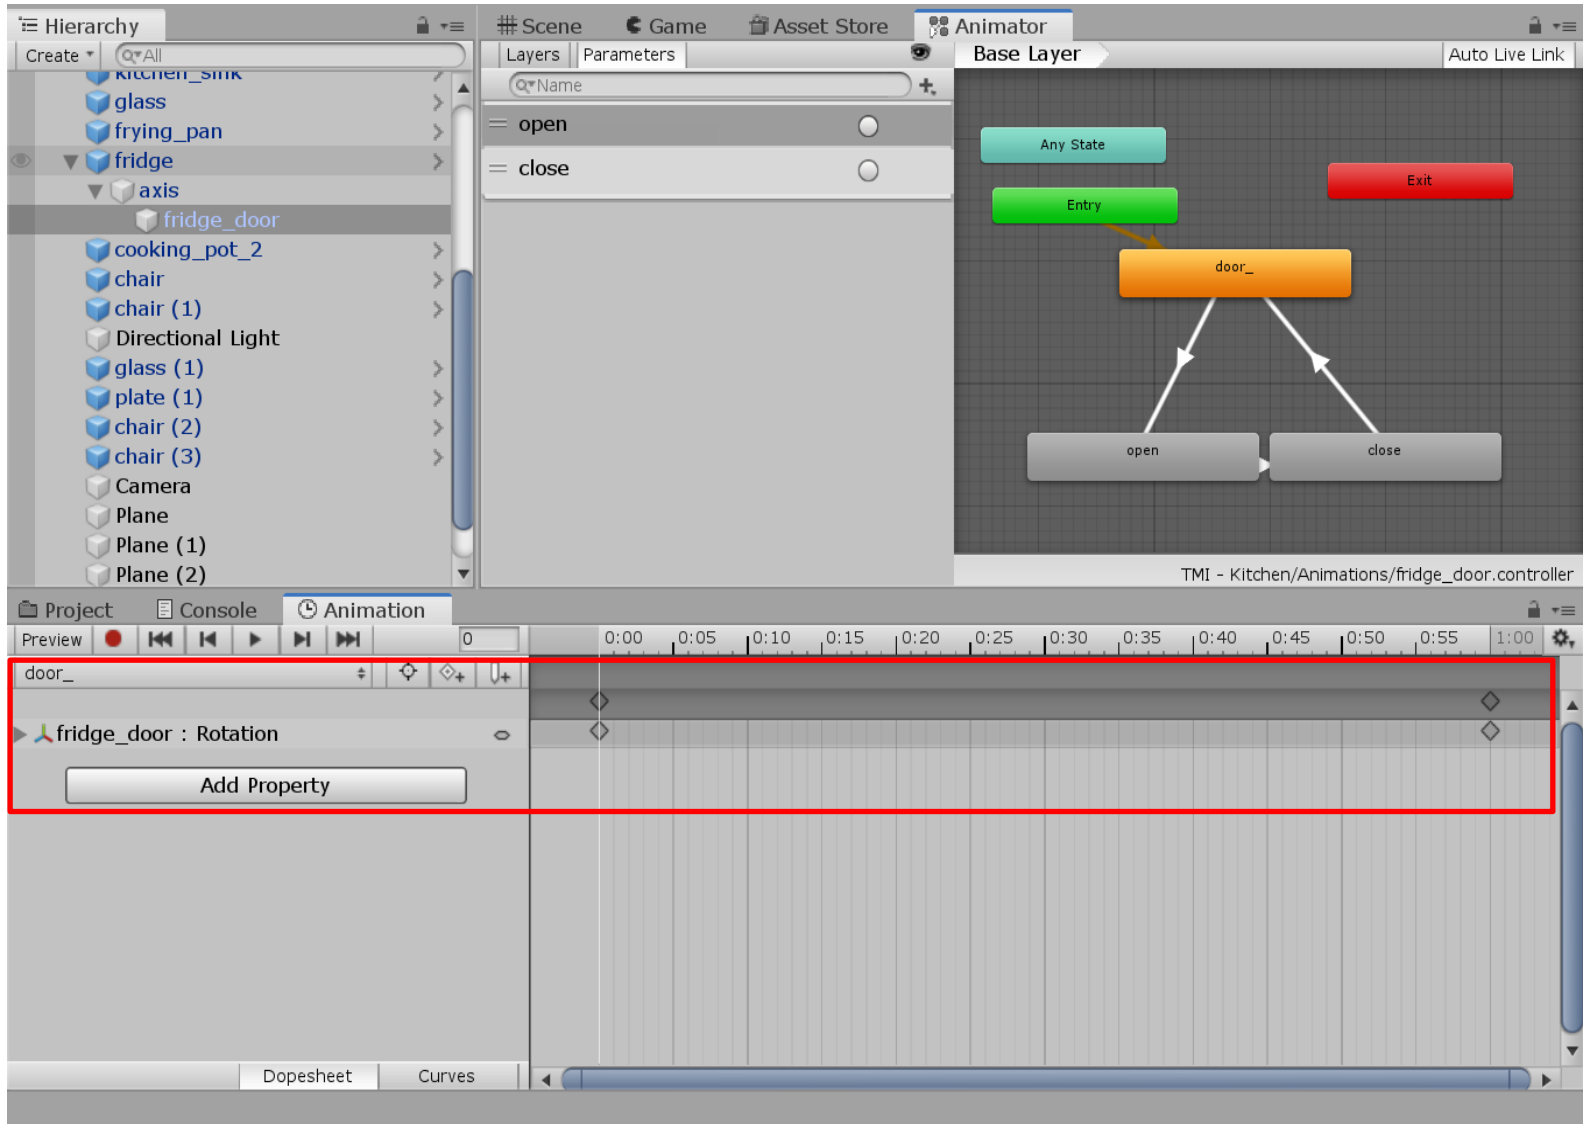 Hierarchy
Create
All
kitchen_sink
glass
frying_pan
fridge
axis
fridge_door
cooking_pot_2
chair
chair (1)
Directional Light
glass (1)
plate (1)
chair (2)
chair (3)
Camera
Plane
Plane (1)
Plane (2)
Scene Game Asset Store Animator
Layers Parameters
Name
open
close
Base Layer Auto Live Link
Any State
Exit
Entry
door_
open close
TMI - Kitchen/Animations/fridge_door.controller
Project Console Animation
Preview 0 0:00 0:05 0:10 0:15 0:20 0:25 0:30 0:35 0:40 0:45 0:50 0:55 1:00
door_
fridge_door : Rotation
Add Property
Dopesheet Curves